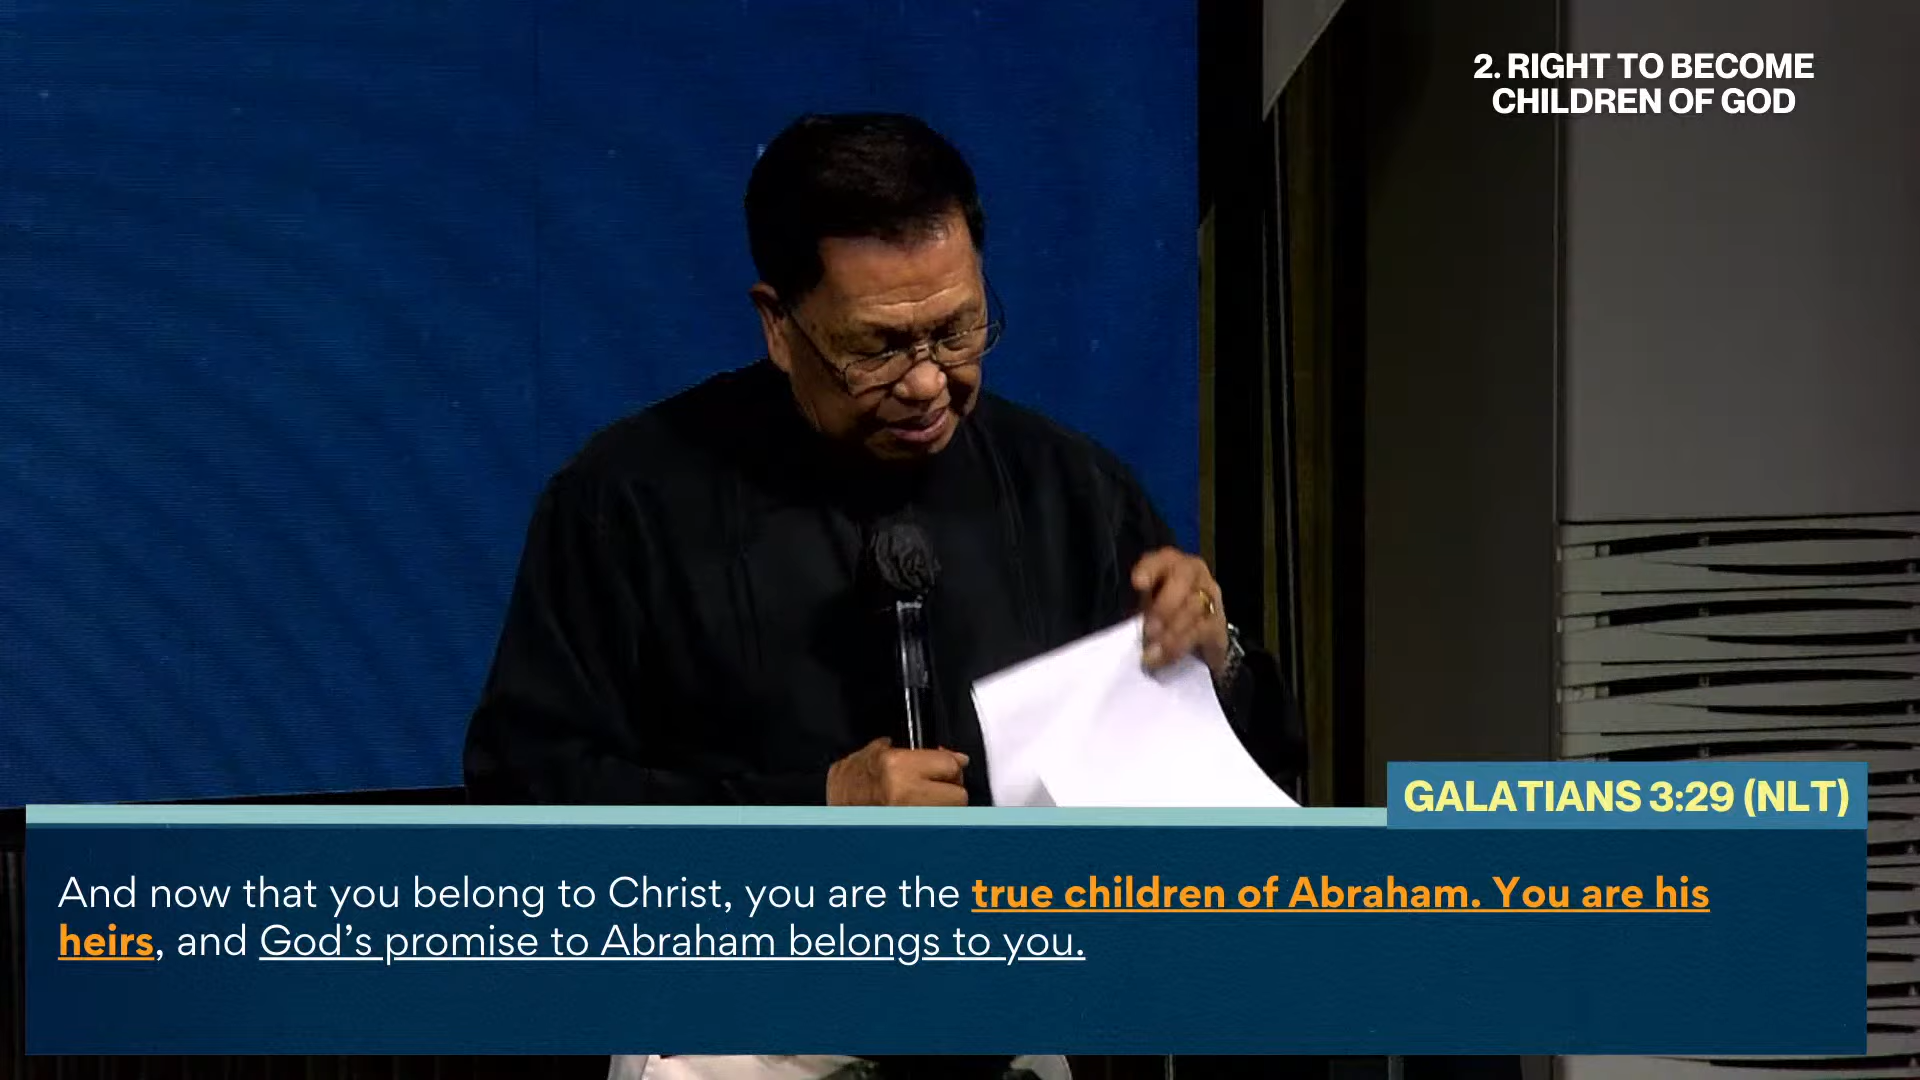 2. RIGHT TO BECOME
CHILDREN OF GOD
GALATIANS 3:29 (NLT)
And now that you belong to Christ, you are the true children of Abraham. You are his
heirs, and God’s promise to Abraham belongs to you.